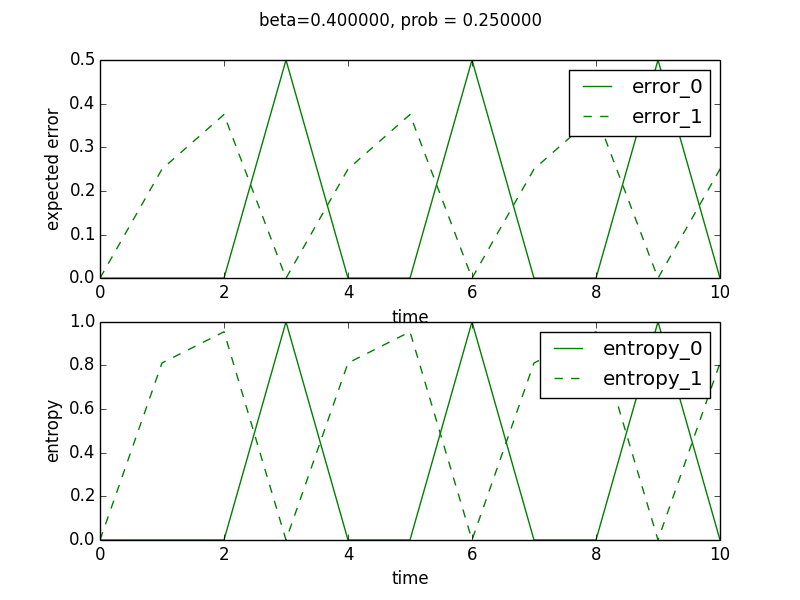 beta=0.400000, prob = 0.250000
0.5
0.4
0.3
0.2
0.1
0.0
expected error
error_0
error_1
0 2 4 6 8 10
time
1.0
0.8
0.6
0.4
0.2
0.0
entropy
entropy_0
entropy_1
0 2 4 6 8 10
time